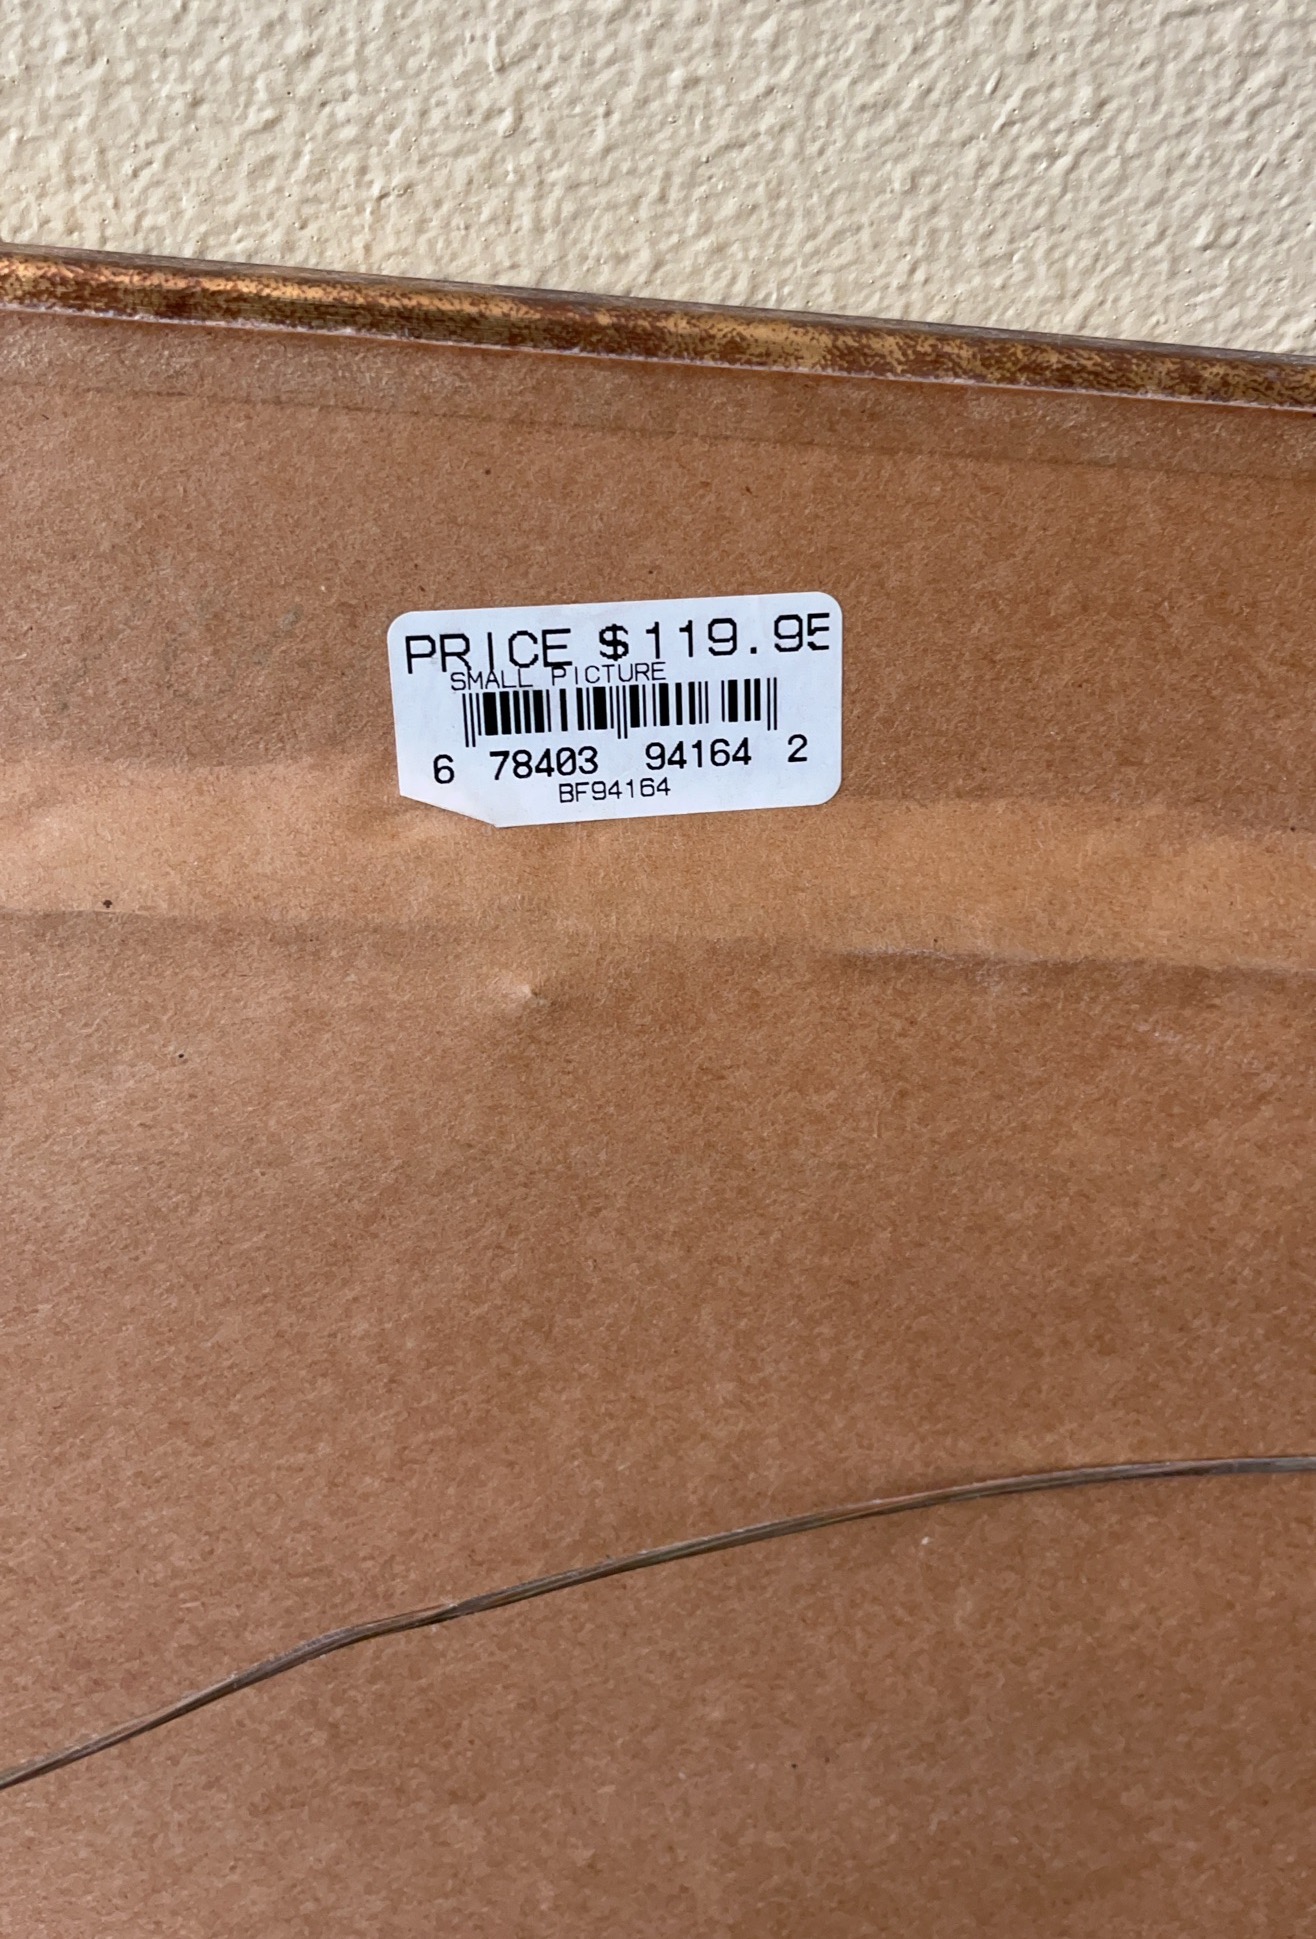 PRICE $119.95
SMALL PICTURE
6 78403 94164 2
BF94164